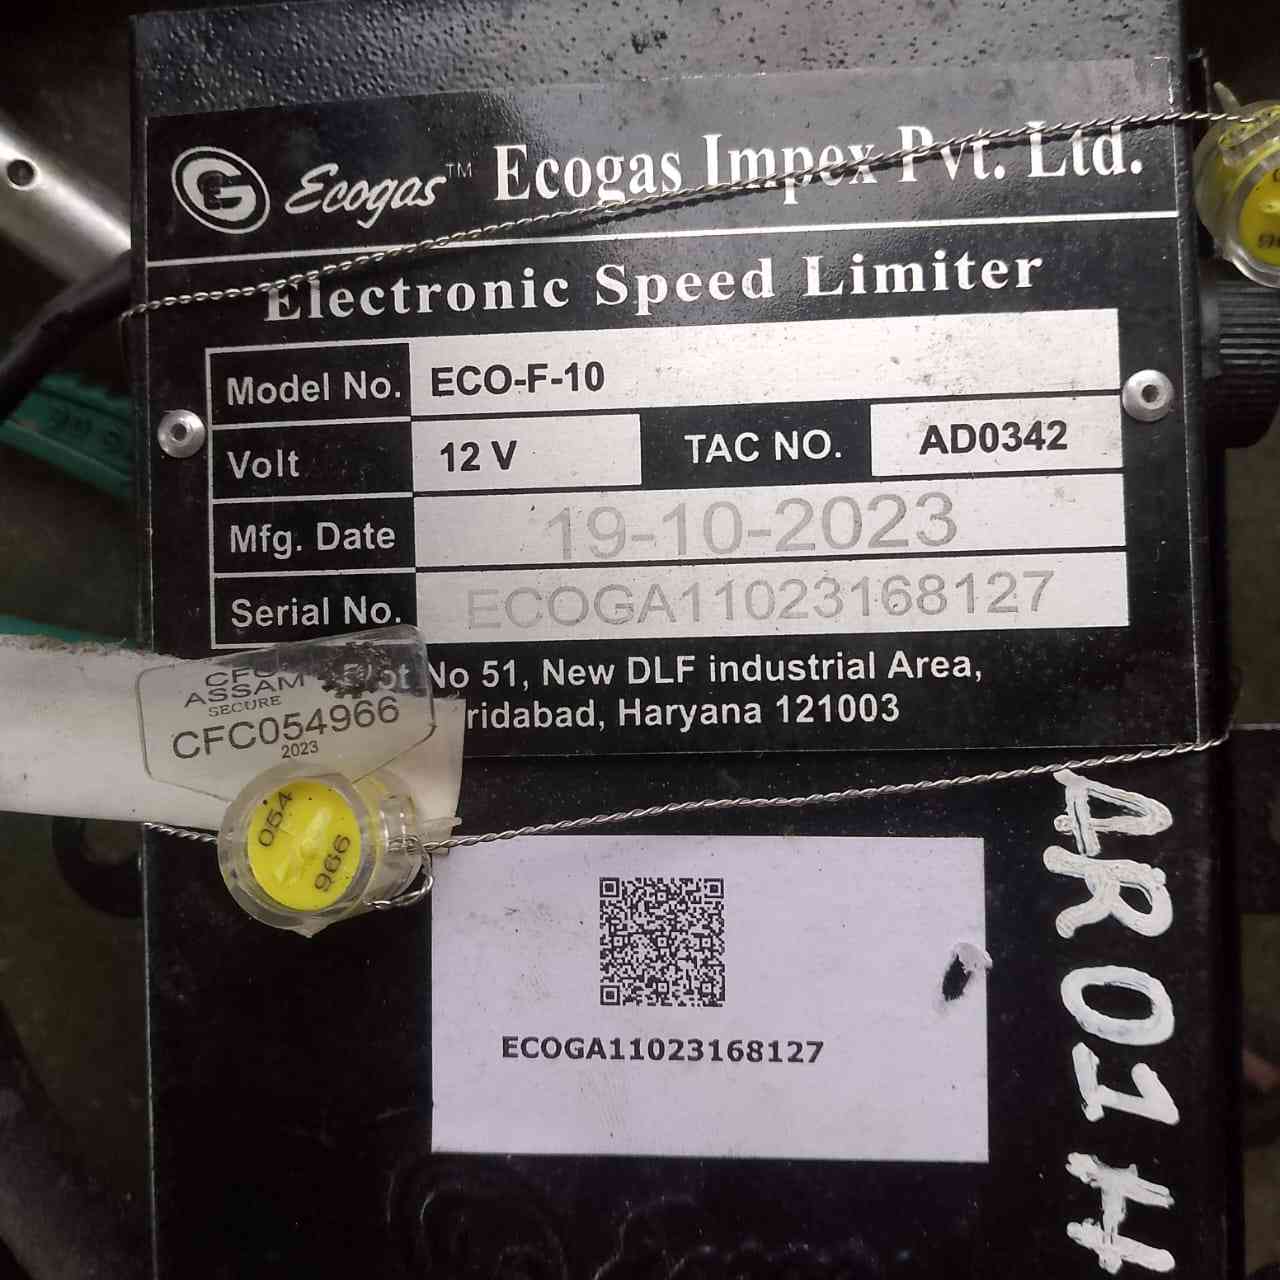 G Ecogas™ Ecogas Impex Pvt. Ltd.
Electronic Speed Limiter
Model No. ECO-F-10
Volt 12 V TAC NO. AD0342
Mfg. Date 19-10-2023
Serial No. ECOGA11023168127
No 51, New DLF industrial Area,
ridabad, Haryana 121003
ASSAM
SECURE
CFC054966
2023
054
966
ECOGA11023168127
AR01H